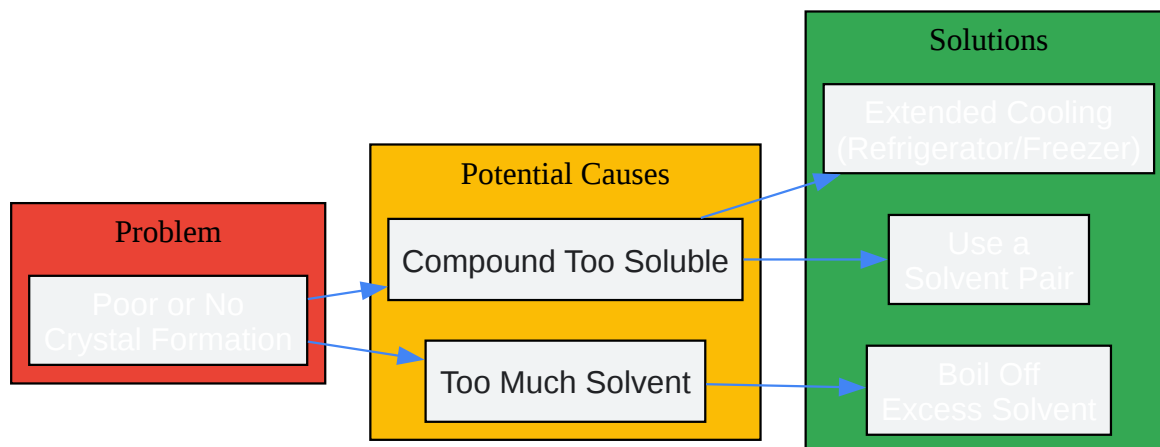 Problem
Poor or No
Crystal Formation
Potential Causes
Compound Too Soluble
Too Much Solvent
Solutions
Extended Cooling
(Refrigerator/Freezer)
Use a
Solvent Pair
Boil Off
Excess Solvent